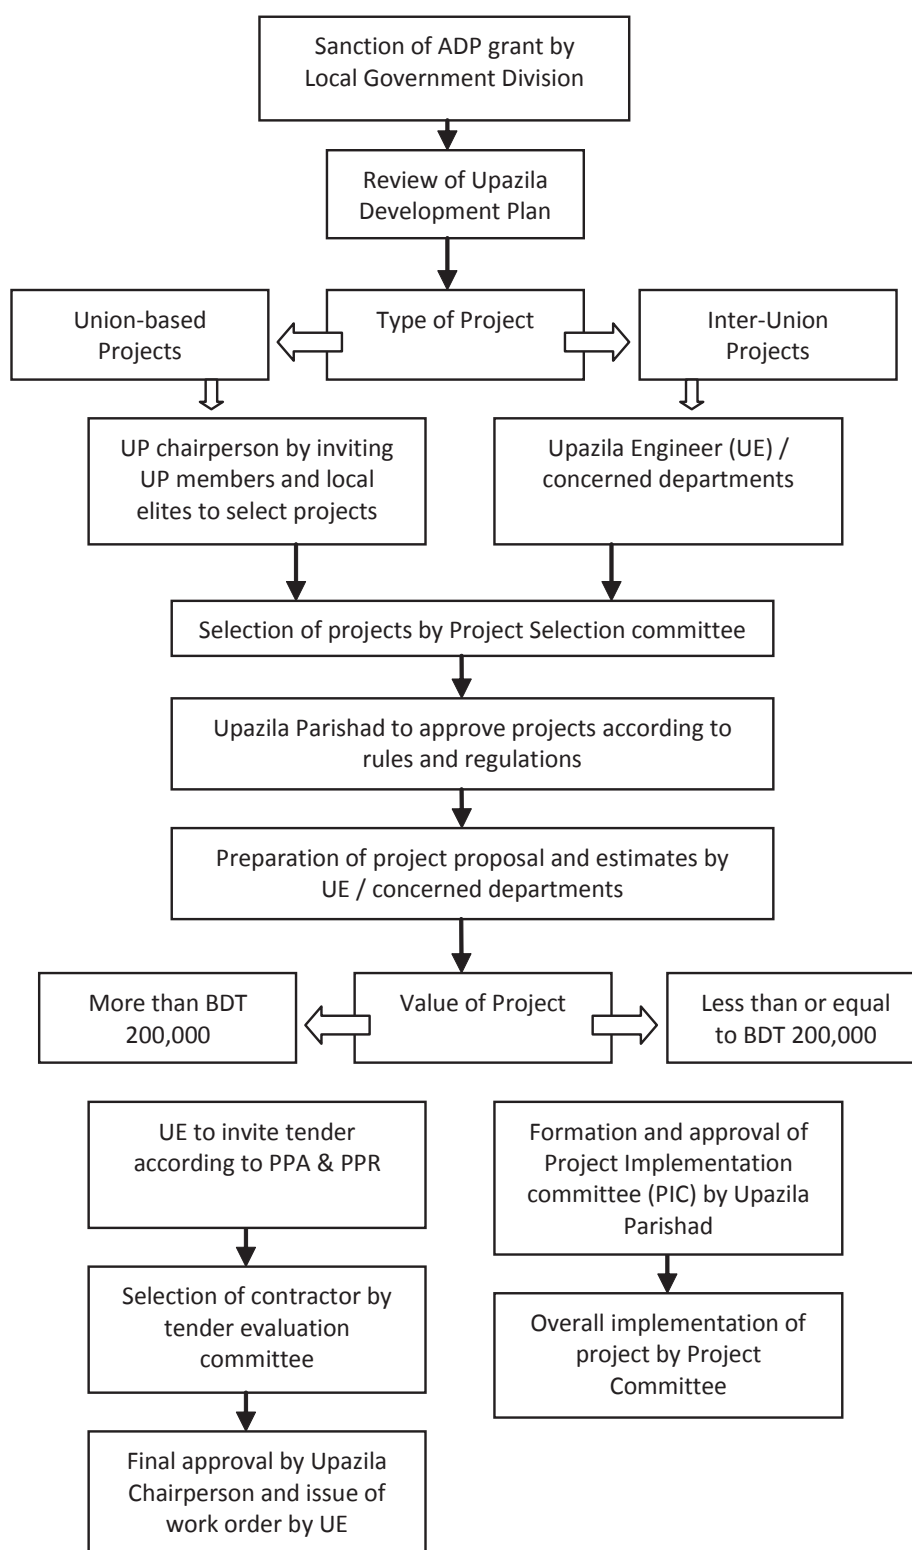 Sanction of ADP grant by
Local Government Division
Review of Upazila
Development Plan
Union-based
Projects
Type of Project
Inter-Union
Projects
UP chairperson by inviting
UP members and local
elites to select projects
Upazila Engineer (UE) /
concerned departments
Selection of projects by Project Selection committee
Upazila Parishad to approve projects according to
rules and regulations
Preparation of project proposal and estimates by
UE / concerned departments
More than BDT
200,000
Value of Project
Less than or equal
to BDT 200,000
UE to invite tender
according to PPA & PPR
Formation and approval of
Project Implementation
committee (PIC) by Upazila
Parishad
Selection of contractor by
tender evaluation
committee
Overall implementation of
project by Project
Committee
Final approval by Upazila
Chairperson and issue of
work order by UE